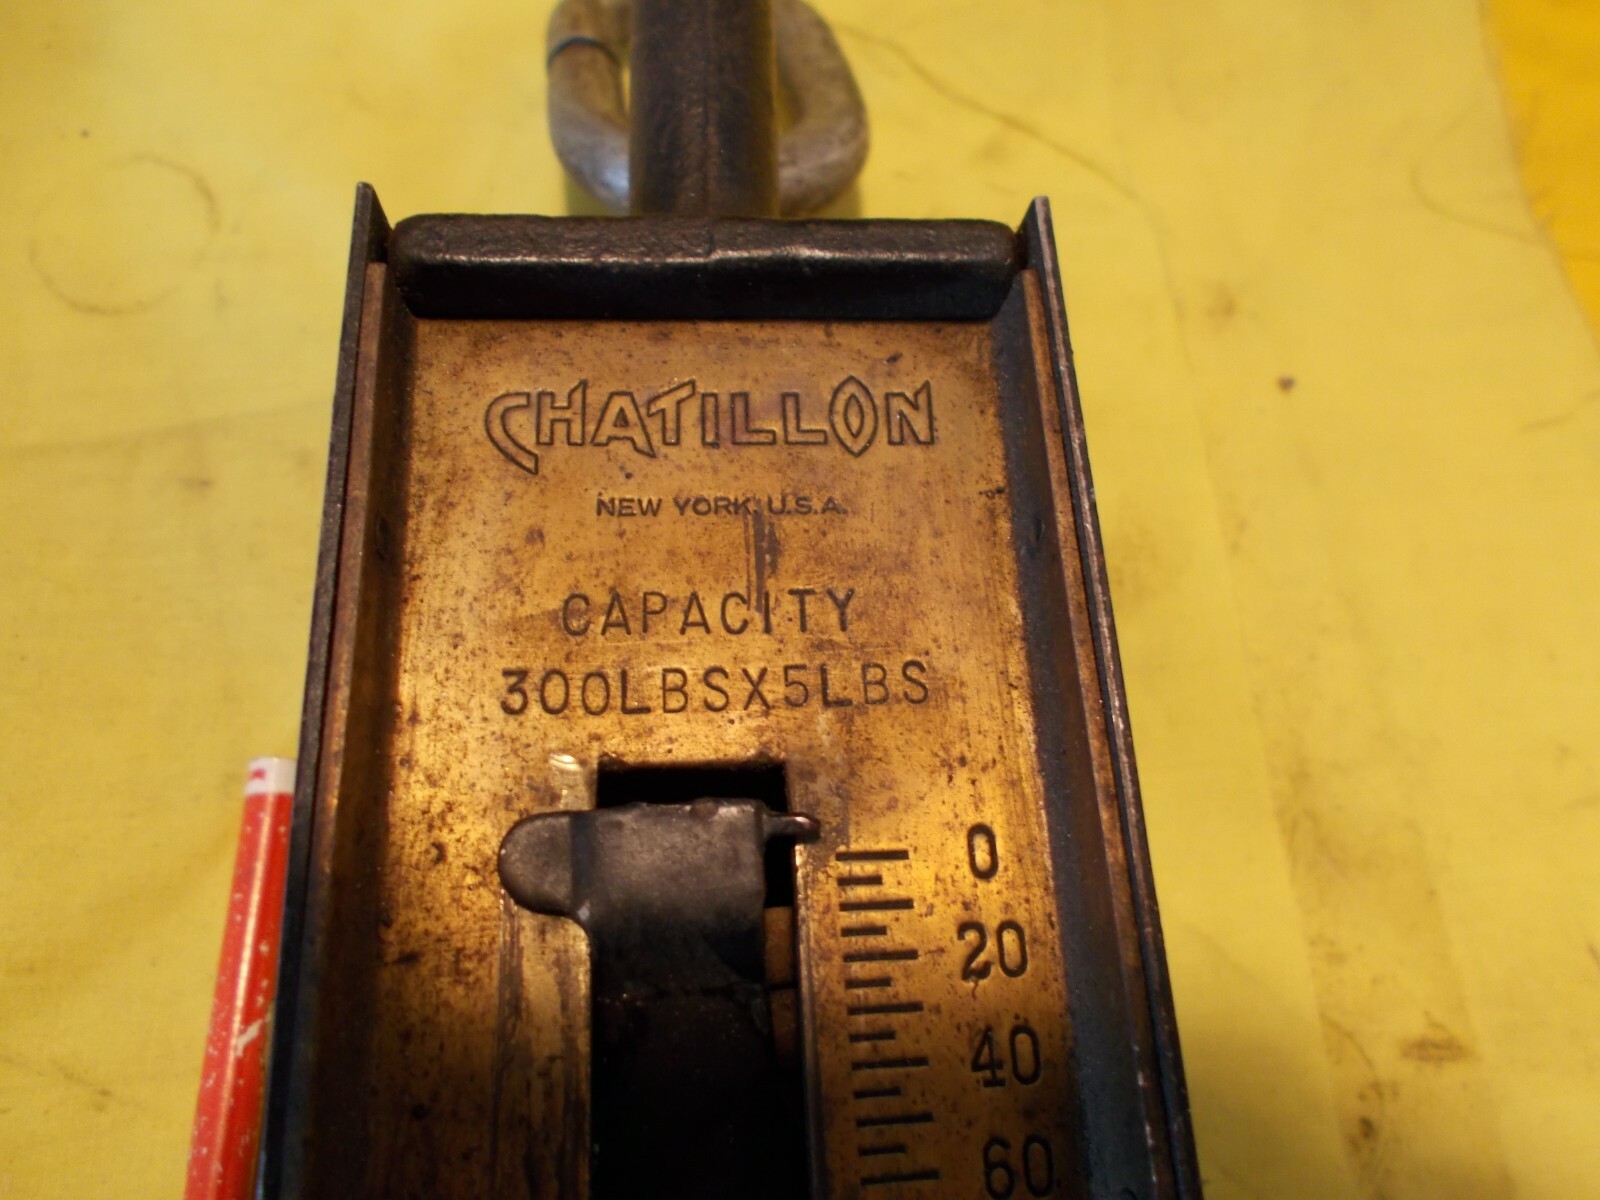 CHATILLON
NEW YORK, U.S.A.
CAPACITY
300LBSX5LBS
0
20
40
60